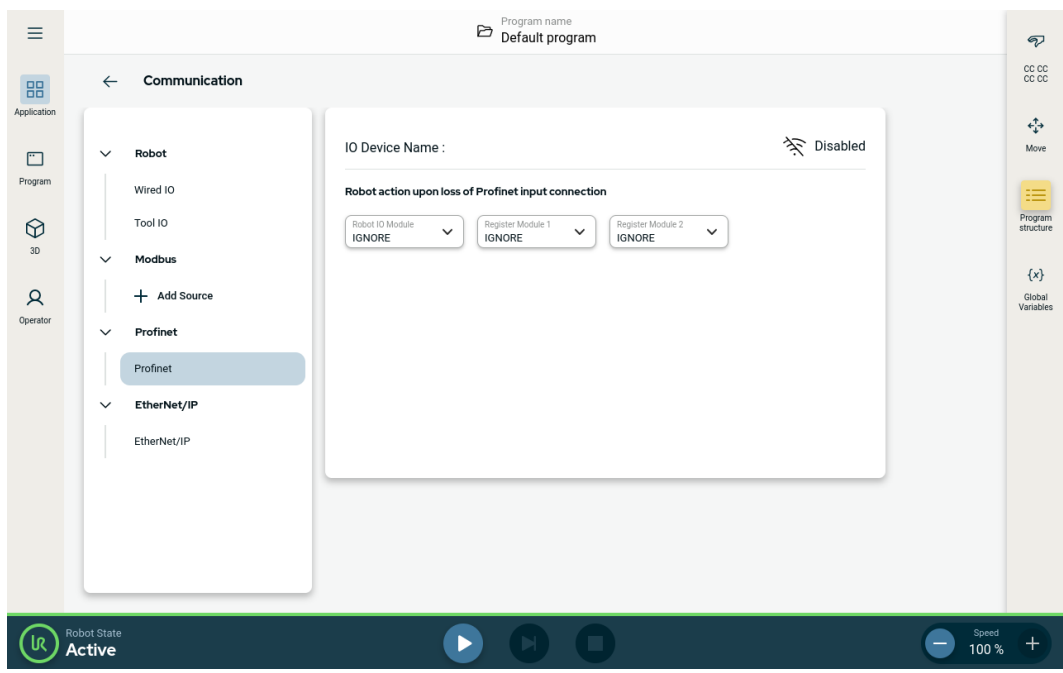 Program name
Default program
Application
Program
3D
Operator
Communication
Robot
Wired IO
Tool IO
Modbus
Add Source
Profinet
Profinet
EtherNet/IP
EtherNet/IP
IO Device Name :
Disabled
Robot action upon loss of Profinet input connection
Robot IO Module
IGNORE
Register Module 1
IGNORE
Register Module 2
IGNORE
CC CC
CC CC
Move
Program
structure
{x}
Global
Variables
Robot State
Active
Speed
100 %